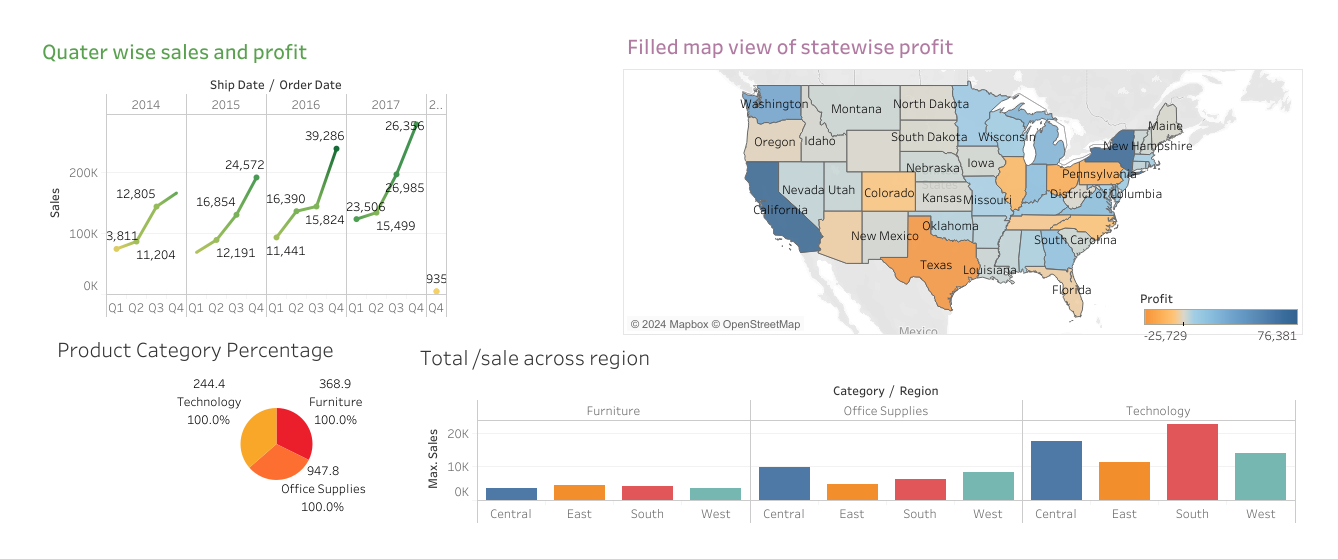 Quater wise sales and profit
Ship Date / Order Date
2014 2015 2016 2017 2..
Sales
200K
100K
0K
3,811
12,805
11,204
16,854
24,572
12,191
16,390
39,286
15,824
11,441
23,506
26,356
26,985
15,499
935
Q1 Q2 Q3 Q4 Q1 Q2 Q3 Q4 Q1 Q2 Q3 Q4 Q1 Q2 Q3 Q4 Q4
Filled map view of statewise profit
Washington
Montana
North Dakota
Maine
Oregon
Idaho
South Dakota
Wisconsin
New Hampshire
Nebraska
Iowa
Pennsylvania
States
Nevada
Utah
Colorado
Kansas
Missouri
District of Columbia
California
New Mexico
Oklahoma
South Carolina
Texas
Louisiana
Florida
Mexico
© 2024 Mapbox © OpenStreetMap
Profit
-25,729 76,381
Product Category Percentage
244.4
Technology
100.0%
368.9
Furniture
100.0%
947.8
Office Supplies
100.0%
Total /sale across region
Category / Region
Furniture Office Supplies Technology
Max. Sales
20K
10K
0K
Central East South West Central East South West Central East South West